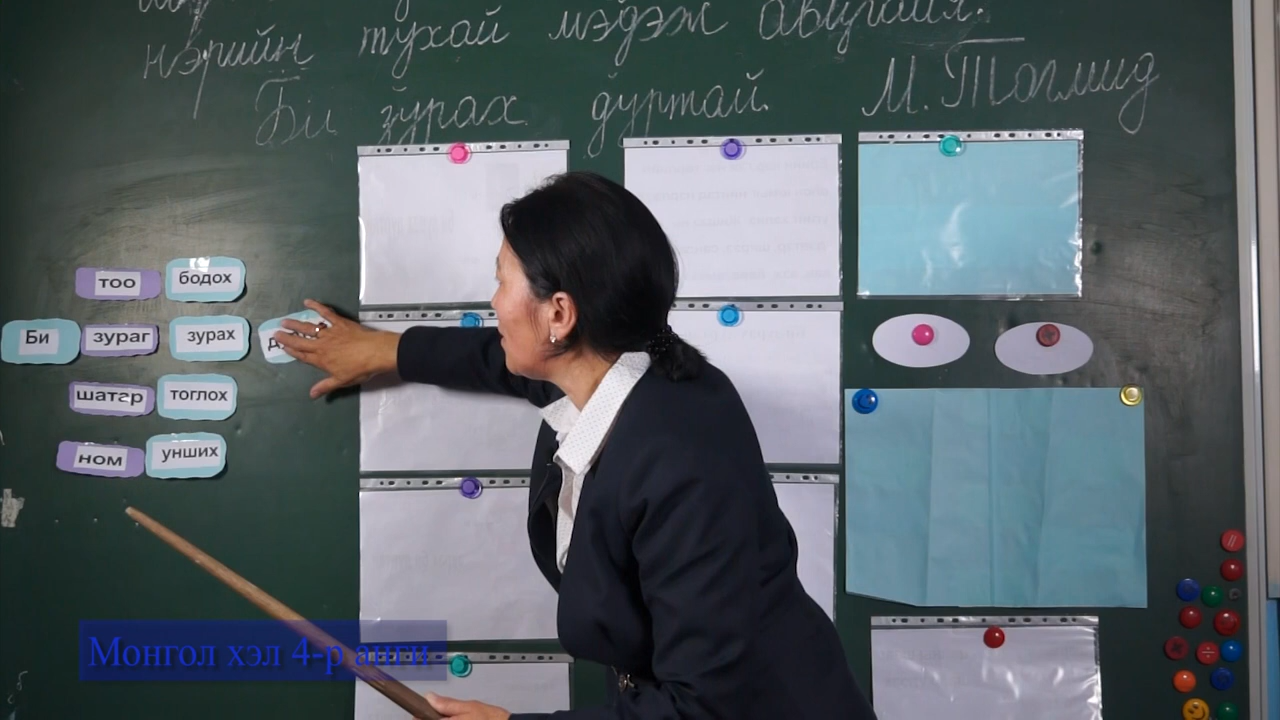 нэрийн тухай мэдэж авцгаая.
Би зурах дуртай. М. Тогмид
тоо бодох
Би зураг зурах
шатар тоглох
ном унших
Монгол хэл 4-р анги